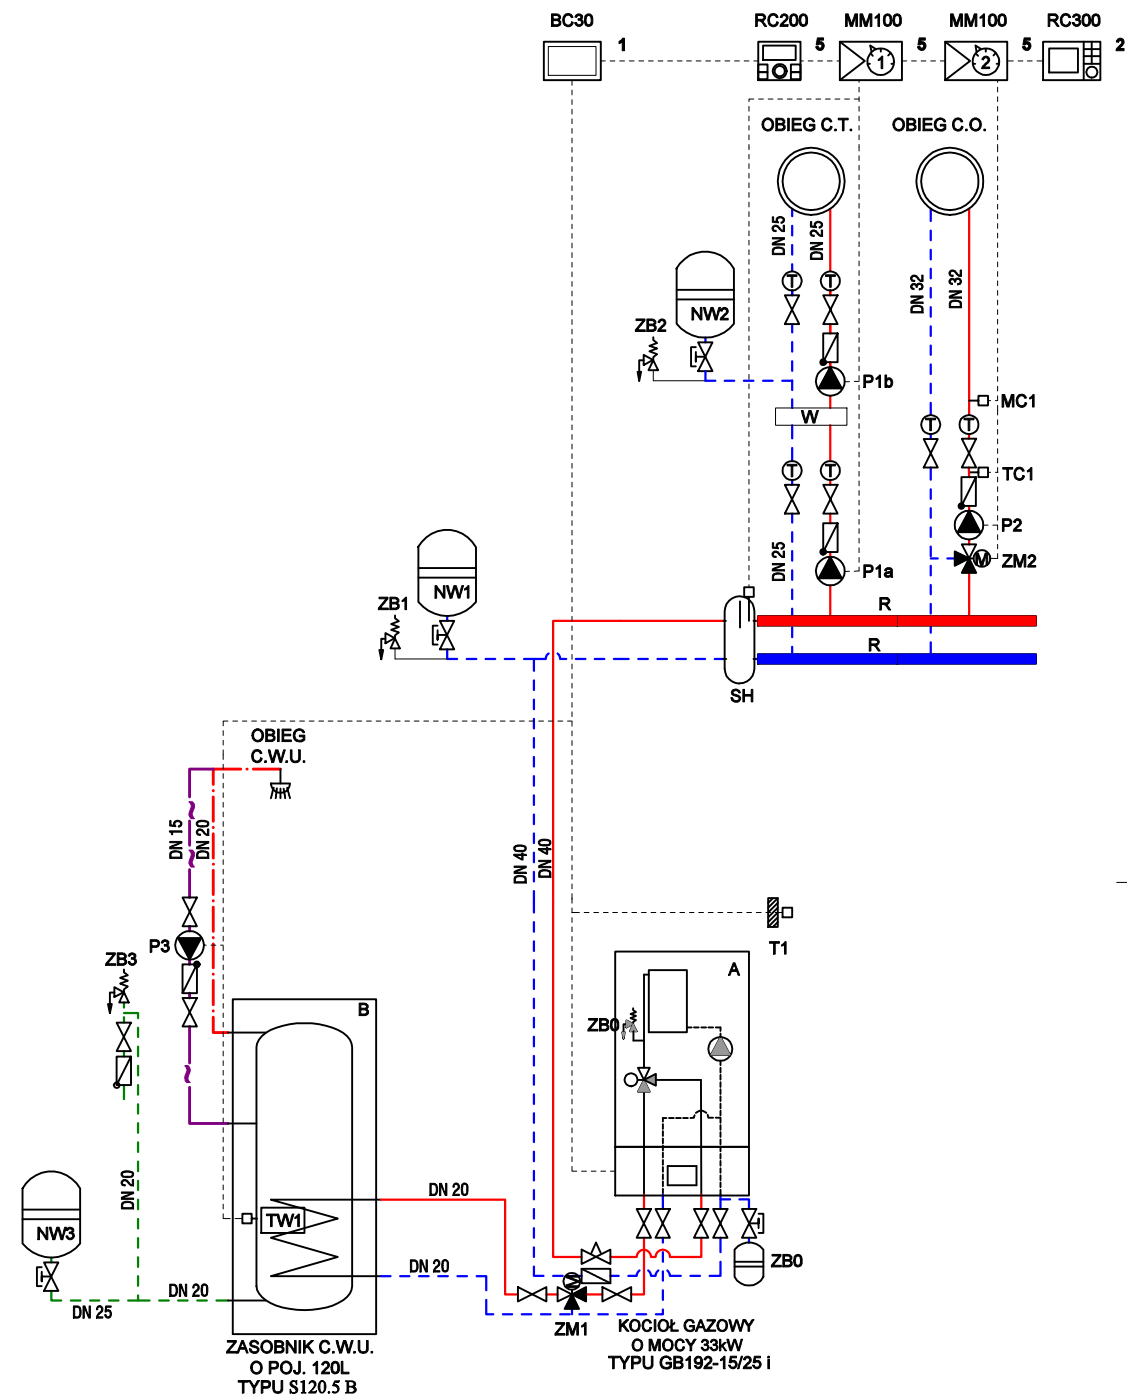 BC30
RC200
MM100
MM100
RC300
1
5
5
5
2
1
2
OBIEG C.T.
OBIEG C.O.
DN 25
DN 25
DN 32
DN 32
T
T
NW2
ZB2
P1b
MC1
W
T
T
T
T
TC1
P2
NW1
DN 25
P1a
M
ZM2
ZB1
R
R
SH
OBIEG
C.W.U.
DN 15
DN 20
DN 40
DN 40
P3
T1
ZB3
A
B
ZB0
DN 20
DN 20
NW3
TW1
DN 20
DN 20
DN 25
M
ZB0
ZM1
KOCIOŁ GAZOWY
O MOCY 33kW
TYPU GB192-15/25 i
ZASOBNIK C.W.U.
O POJ. 120L
TYPU S120.5 B